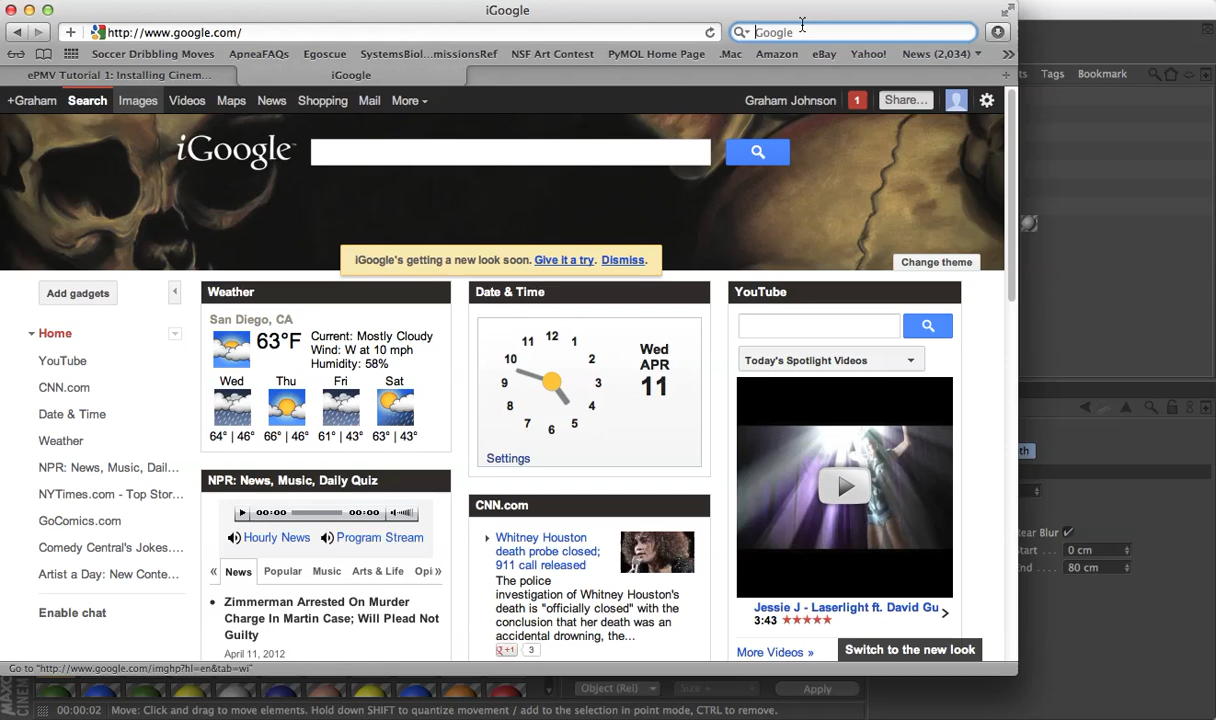 iGoogle
http://www.google.com/
Google
Soccer Dribbling Moves ApneaFAQs Egoscue SystemsBiol...missionsRef NSF Art Contest PyMOL Home Page .Mac Amazon eBay Yahoo! News (2,034)
ePMV Tutorial 1: Installing Cinem... iGoogle
Tags Bookmark
+Graham Search Images Videos Maps News Shopping Mail More Graham Johnson 1 Share...
iGoogle
iGoogle's getting a new look soon. Give it a try. Dismiss.
Change theme
Add gadgets
Home
YouTube
CNN.com
Date & Time
Weather
NPR: News, Music, Dail...
NYTimes.com - Top Stor...
GoComics.com
Comedy Central's Jokes....
Artist a Day: New Conte...
Enable chat
Weather
San Diego, CA
63°F
Current: Mostly Cloudy
Wind: W at 10 mph
Humidity: 58%
Wed Thu Fri Sat
64° | 46° 66° | 46° 61° | 43° 63° | 43°
NPR: News, Music, Daily Quiz
00:00 00:00
Hourly News Program Stream
« News Popular Music Arts & Life Opi »
Zimmerman Arrested On Murder
Charge In Martin Case; Will Plead Not
Guilty
April 11, 2012
Date & Time
12 1 2 3 4 5 6 7 8 9 10 11
Wed
APR
11
Settings
CNN.com
Whitney Houston
death probe closed;
911 call released
The police
investigation of Whitney Houston's
death is "officially closed" with the
conclusion that her death was an
accidental drowning, the...
+1 3
YouTube
Today's Spotlight Videos
Jessie J - Laserlight ft. David Gu
3:43
More Videos »
Switch to the new look
Start 0 cm
End 80 cm
Go to "http://www.google.com/imghp?hl=en&tab=wi"
Object (Rel) Size Apply
00:00:02 Move: Click and drag to move elements. Hold down SHIFT to quantize movement / add to the selection in point mode, CTRL to remove.